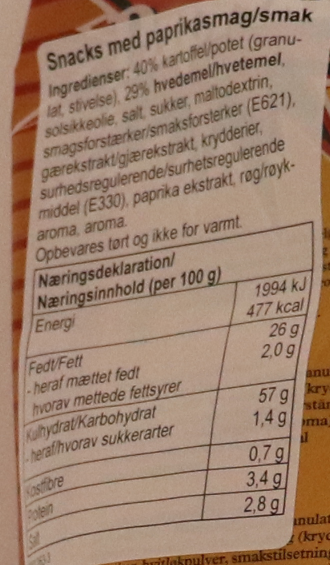 Snacks med paprikasmag/smak
Ingredienser: 40% kartoffel/potet (granu-
lat, stivelse), 29% hvedemel/hvetemel,
solsikkeolie, salt, sukker, maltodextrin,
smagsforstærker/smaksforsterker (E621),
gærekstrakt/gjærekstrakt, krydderier,
surhedsregulerende/surhetsregulerende
middel (E330), paprika ekstrakt, røg/røyk-
aroma, aroma.
Opbevares tørt og ikke for varmt.
Næringsdeklaration/
Næringsinnhold (per 100 g)
Energi 1994 kJ
477 kcal
Fedt/Fett 26 g
- heraf mættet fedt 2,0 g
hvorav mettede fettsyrer
Kulhydrat/Karbohydrat 57 g
- heraf/hvorav sukkerarter 1,4 g
Kostfibre 0,7 g
Protein 3,4 g
Salt 2,8 g
smakstilsetning